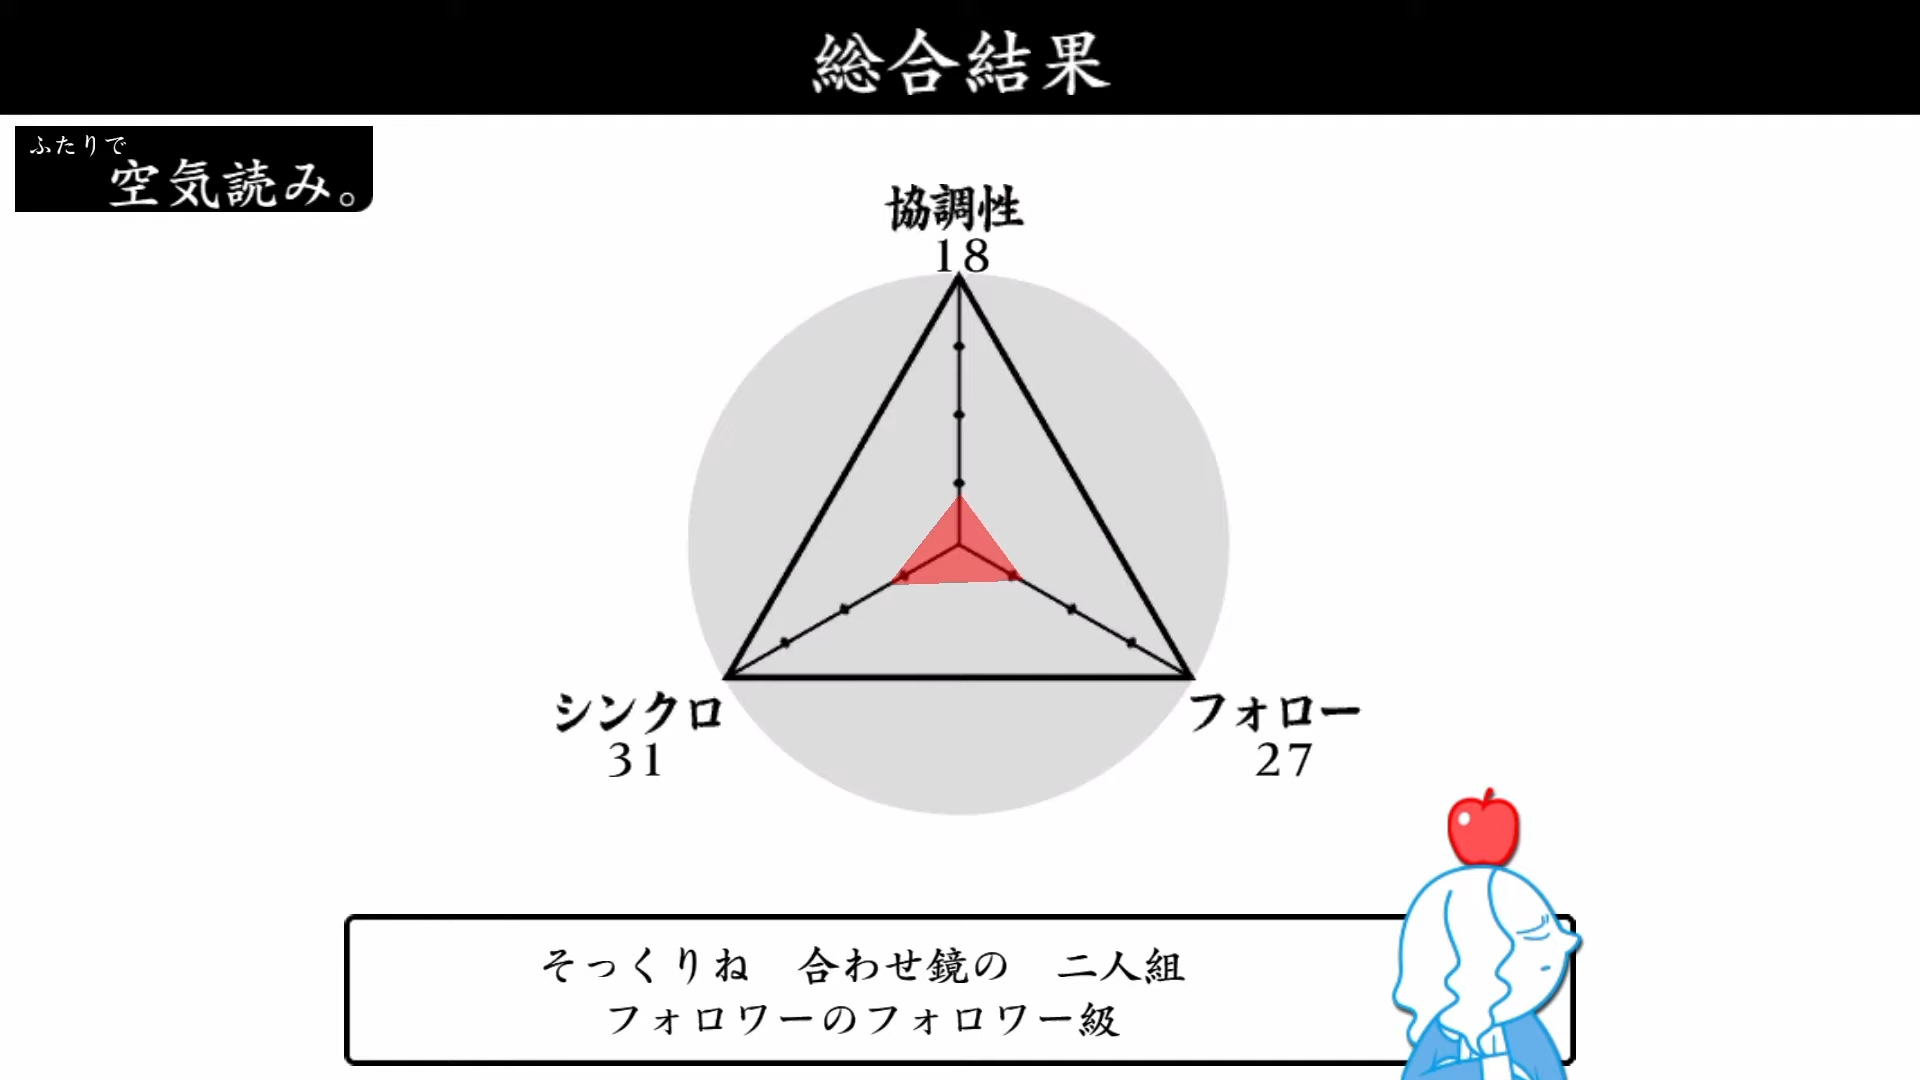 総合結果
ふたりで
空気読み。
協調性
18
シンクロ
31
フォロー
27
そっくりね　合わせ鏡の　二人組
フォロワーのフォロワー級